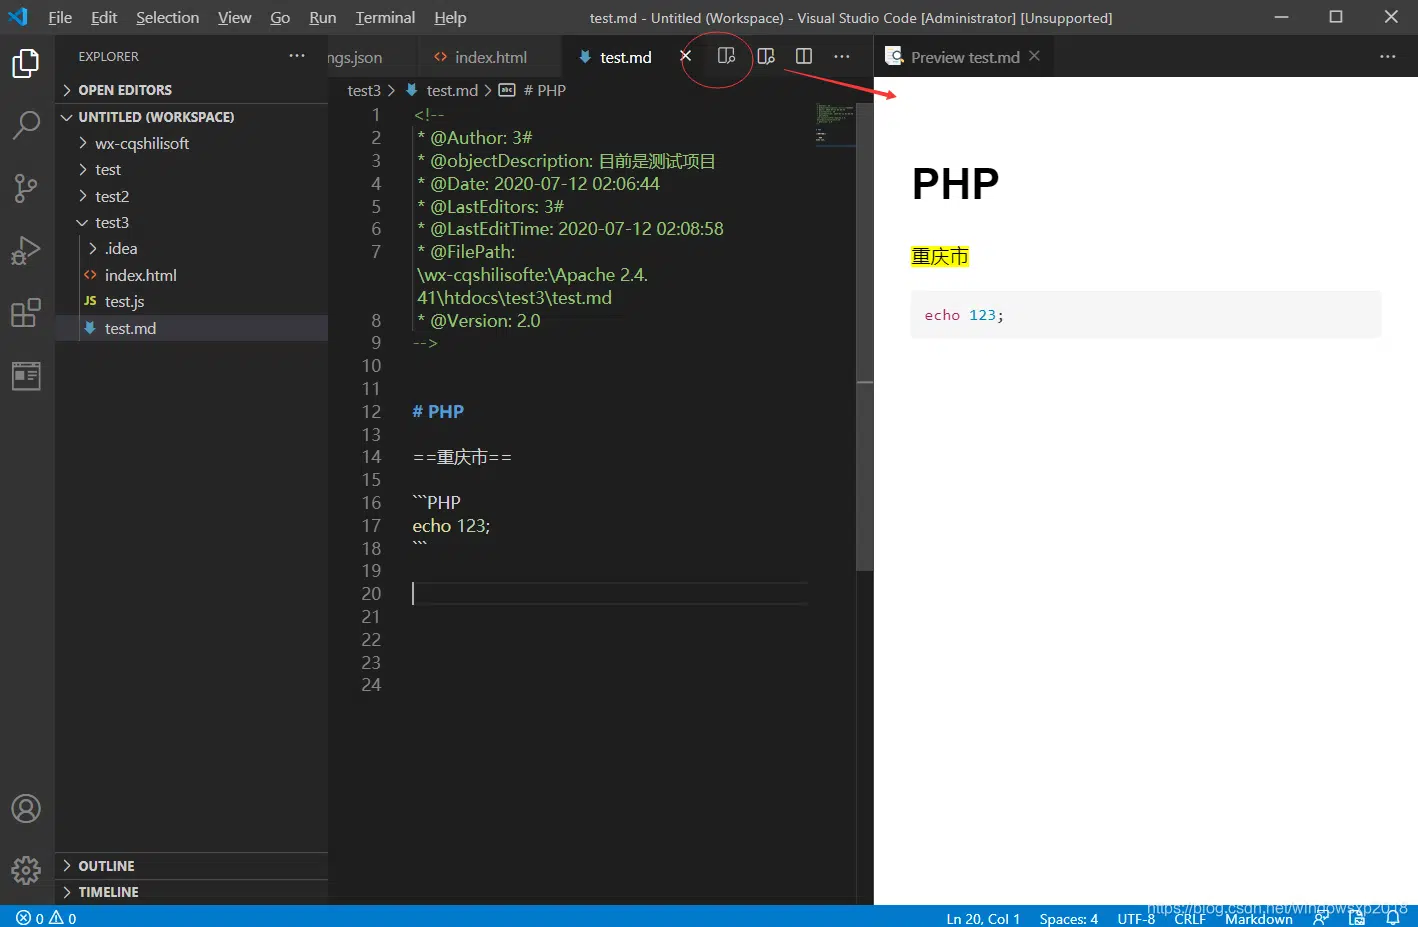 File Edit Selection View Go Run Terminal Help
test.md - Untitled (Workspace) - Visual Studio Code [Administrator] [Unsupported]
EXPLORER
ngs.json
index.html
test.md
Preview test.md
OPEN EDITORS
UNTITLED (WORKSPACE)
wx-cqshilisoft
test
test2
test3
.idea
index.html
JS test.js
test.md
OUTLINE
TIMELINE
test3 > test.md > # PHP
1 <!--
2 * @Author: 3#
3 * @objectDescription: 目前是测试项目
4 * @Date: 2020-07-12 02:06:44
5 * @LastEditors: 3#
6 * @LastEditTime: 2020-07-12 02:08:58
7 * @FilePath:
\wx-cqshilisofte:\Apache 2.4.
41\htdocs\test3\test.md
8 * @Version: 2.0
9 -->
10
11
12 # PHP
13
14 ==重庆市==
15
16 ```PHP
17 echo 123;
18 ```
19
20
21
22
23
24
PHP
重庆市
echo 123;
https://blog.csdn.net/windowsxp2018
0 0
Ln 20, Col 1 Spaces: 4 UTF-8 CRLF Markdown